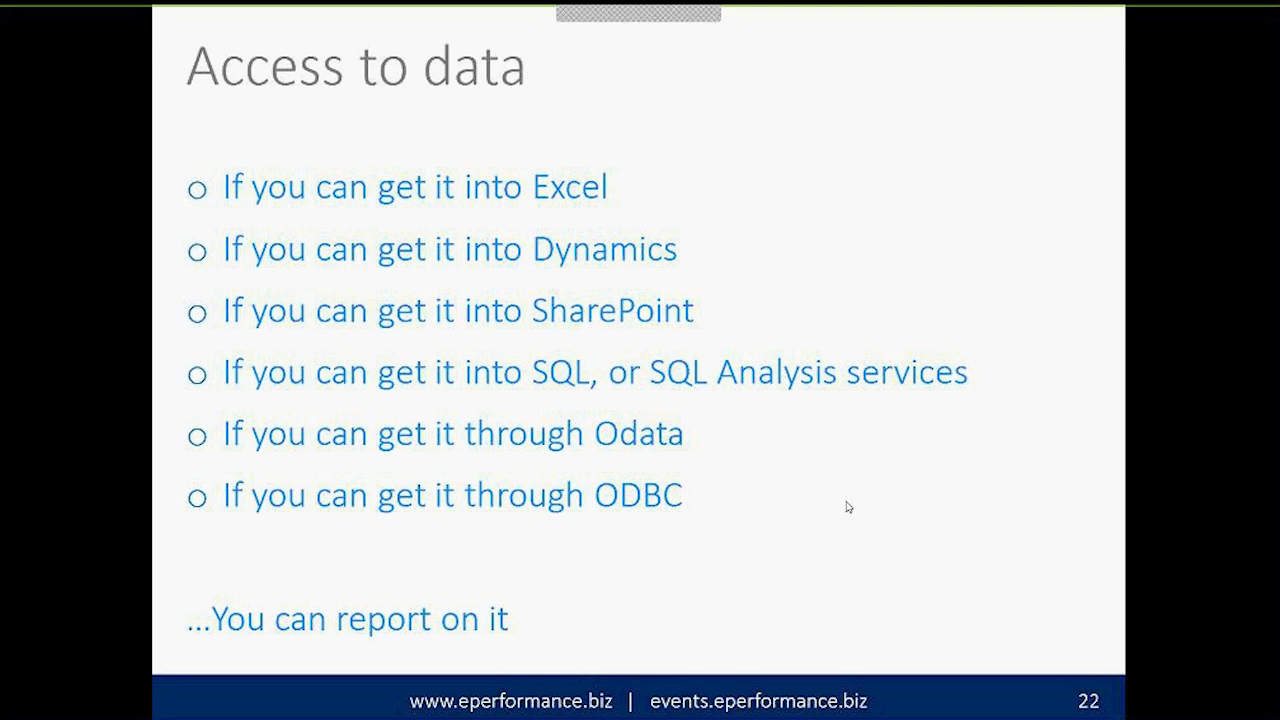 Access to data
o If you can get it into Excel
o If you can get it into Dynamics
o If you can get it into SharePoint
o If you can get it into SQL, or SQL Analysis services
o If you can get it through Odata
o If you can get it through ODBC
...You can report on it
www.eperformance.biz | events.eperformance.biz 22